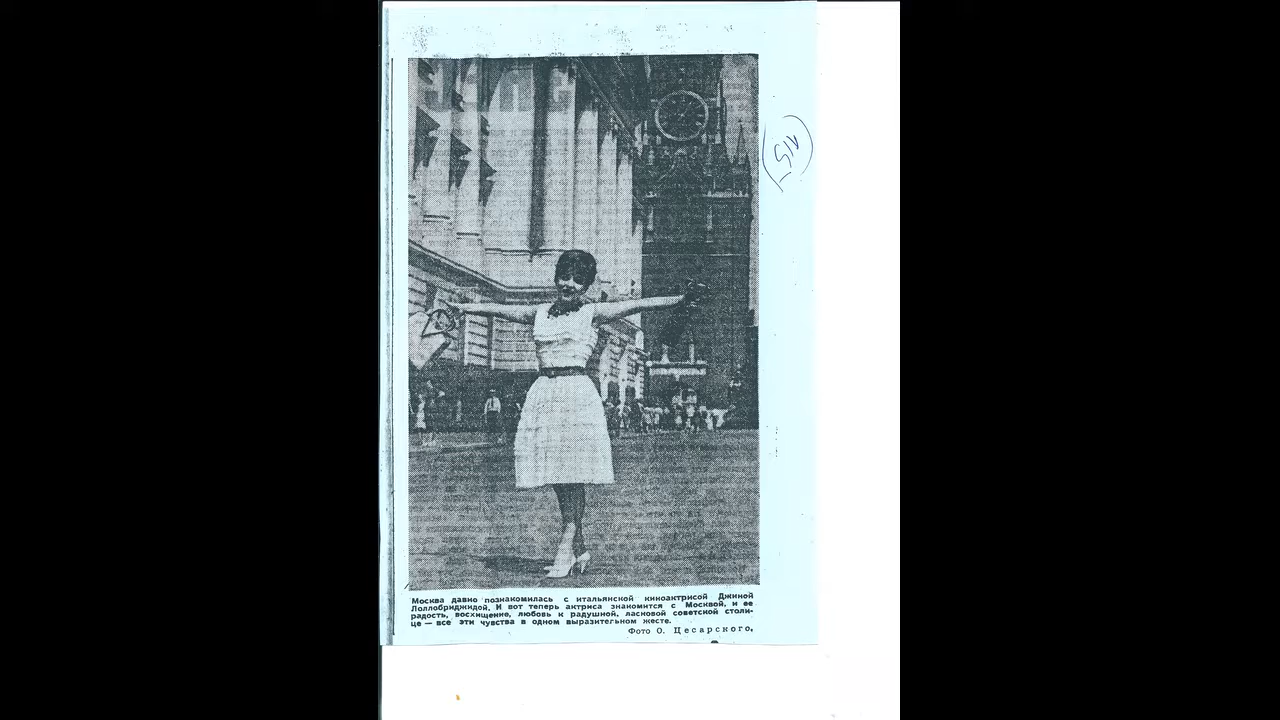 Москва давно познакомилась с итальянской киноактрисой Джиной
Лоллобриджидой. И вот теперь актриса знакомится с Москвой, и ее
радость, восхищение, любовь к радушной, ласковой советской столи-
це — все эти чувства в одном выразительном жесте.
Фото О. Цесарского.